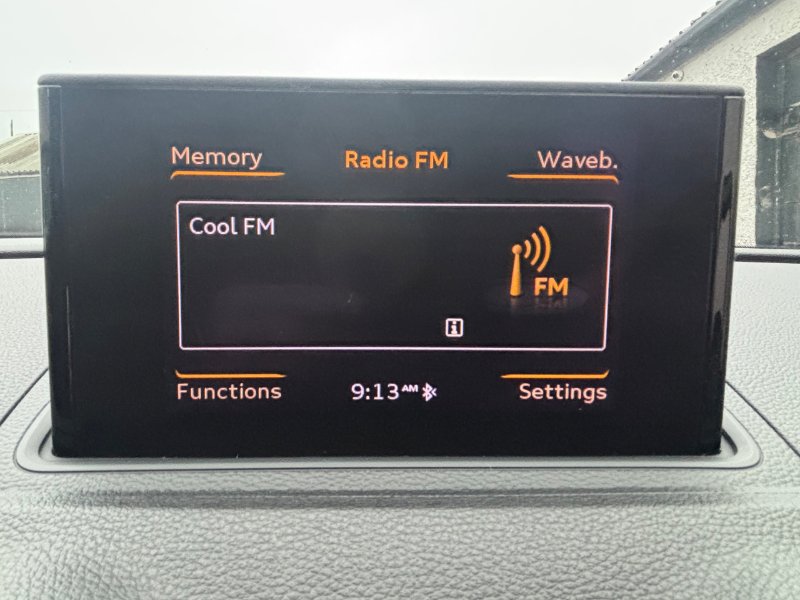 Memory
Radio FM
Waveb.
Cool FM
FM
i
Functions
9:13 AM
Settings